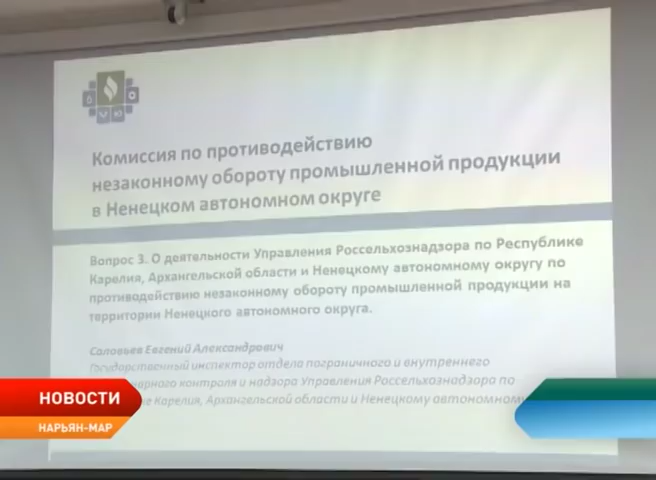 Комиссия по противодействию
незаконному обороту промышленной продукции
в Ненецком автономном округе
Вопрос 3. О деятельности Управления Россельхознадзора по Республике
Карелия, Архангельской области и Ненецкому автономному округу по
противодействию незаконному обороту промышленной продукции на
территории Ненецкого автономного округа.
Соловьев Евгений Александрович
Государственный инспектор отдела пограничного и внутреннего
контроля и надзора Управления Россельхознадзора по
Карелия, Архангельской области и Ненецкому автономному
НОВОСТИ
НАРЬЯН-МАР